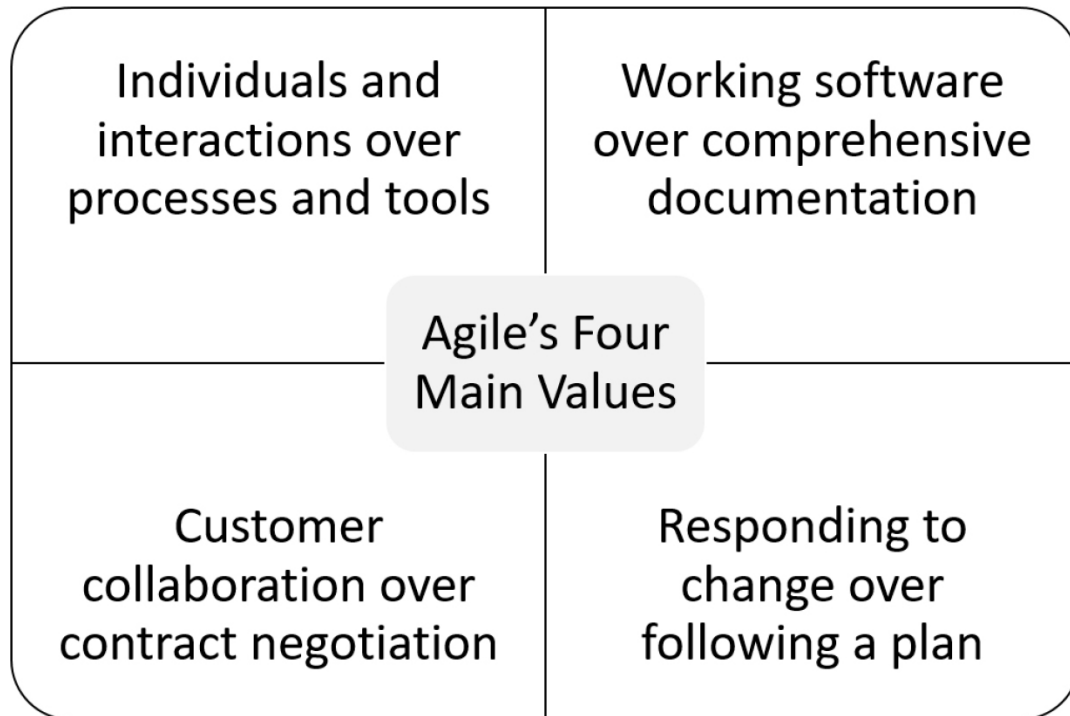 Individuals and
interactions over
processes and tools
Working software
over comprehensive
documentation
Agile’s Four
Main Values
Customer
collaboration over
contract negotiation
Responding to
change over
following a plan